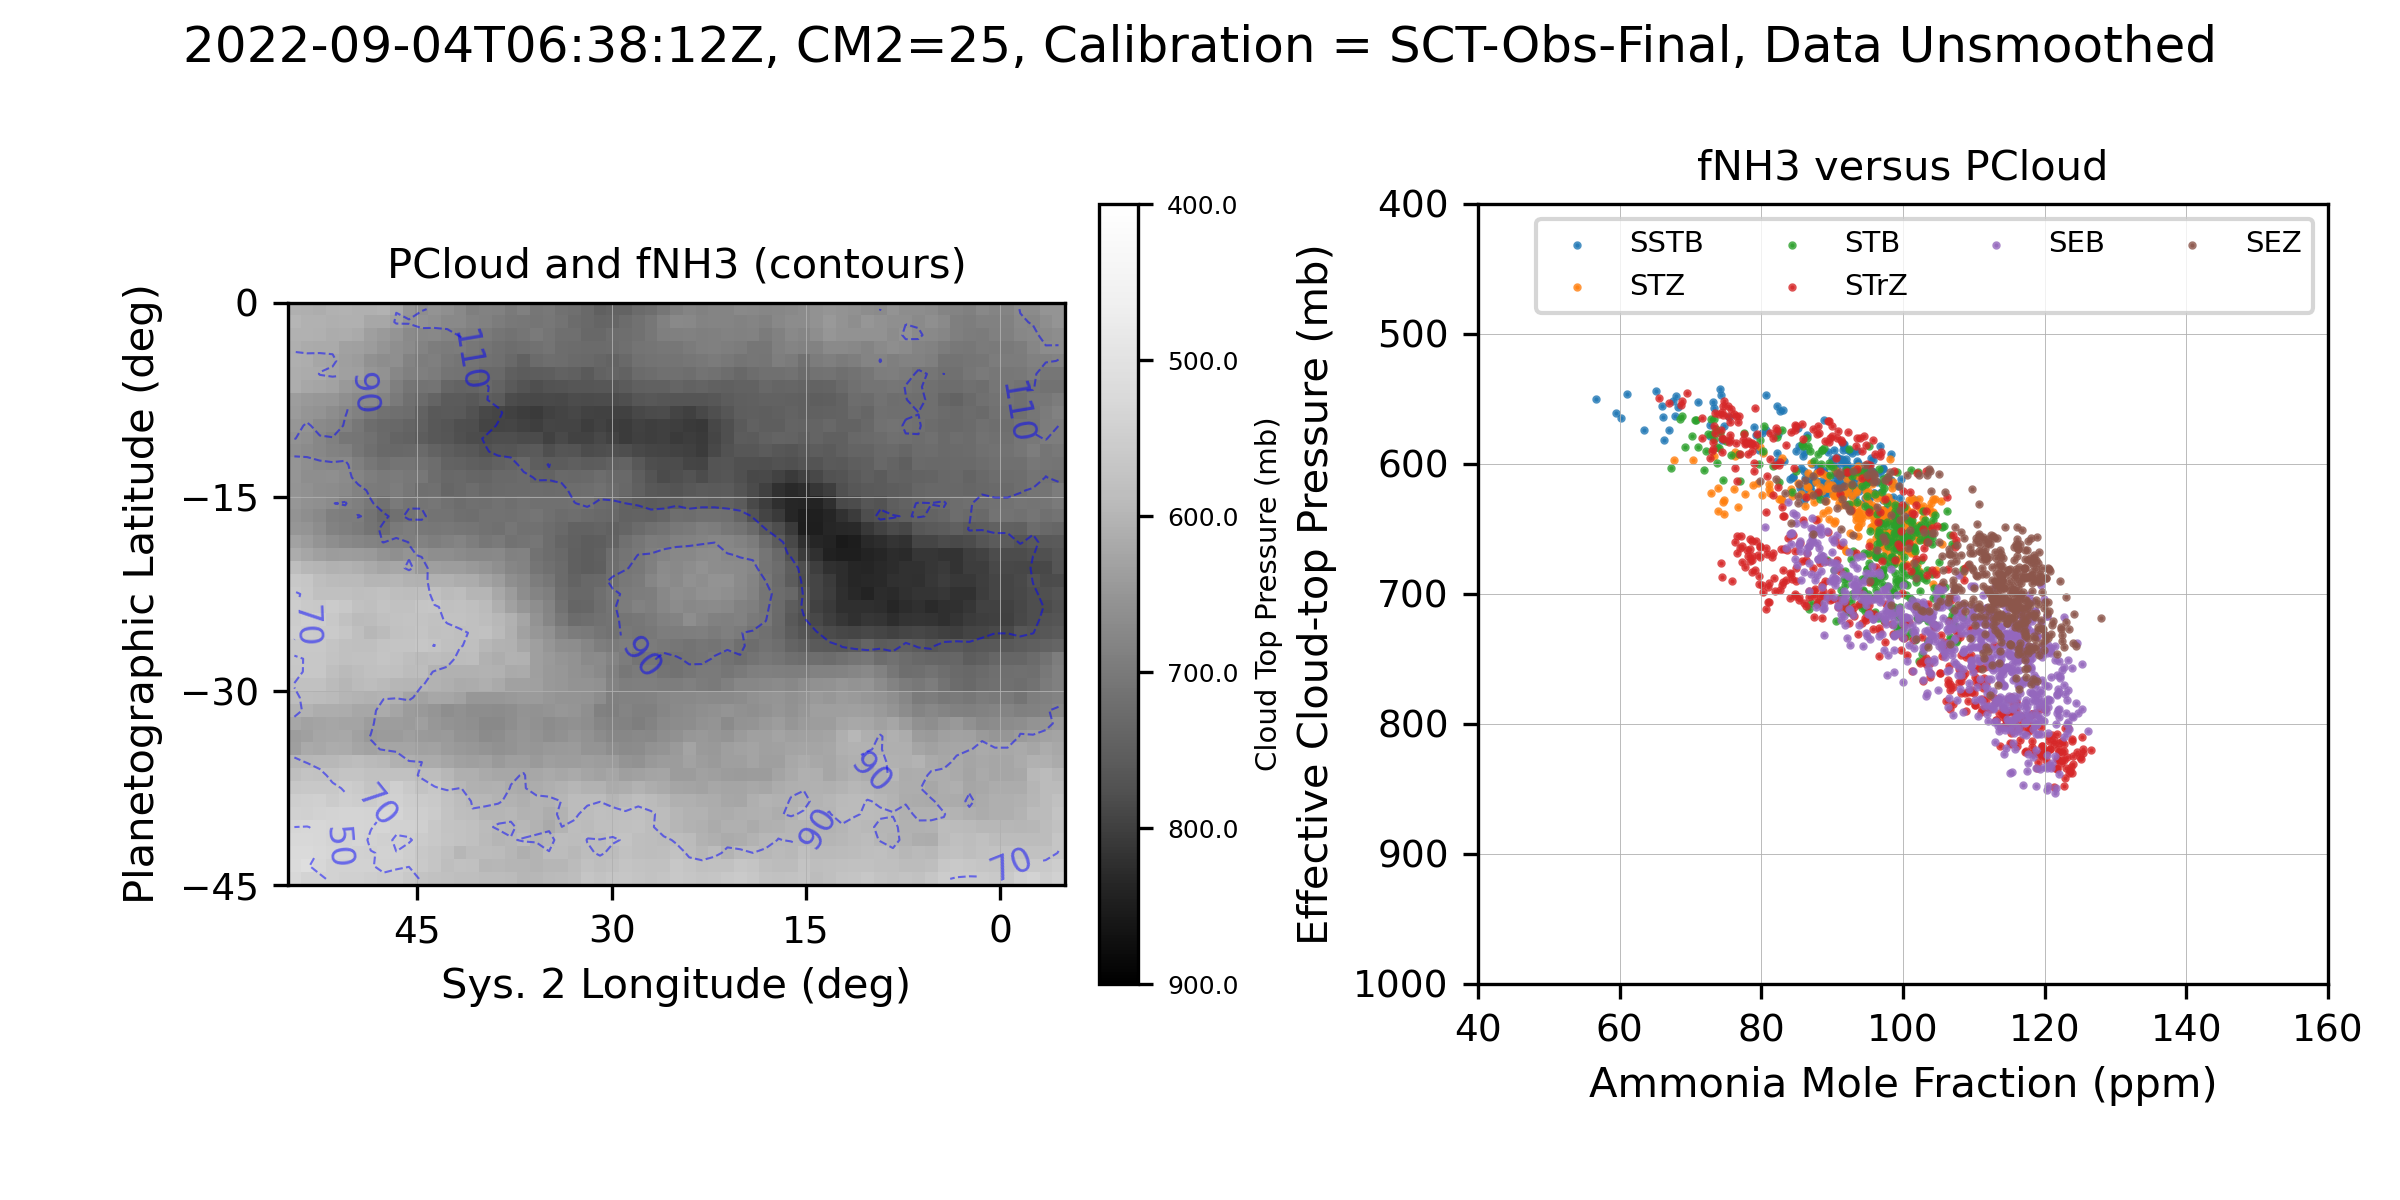 2022-09-04T06:38:12Z, CM2=25, Calibration = SCT-Obs-Final, Data Unsmoothed
PCloud and fNH3 (contours)
Planetographic Latitude (deg)
0
−15
−30
−45
45
30
15
0
Sys. 2 Longitude (deg)
110
90
110
70
90
90
70
50
90
70
400.0
500.0
600.0
700.0
800.0
900.0
Cloud Top Pressure (mb)
fNH3 versus PCloud
Effective Cloud-top Pressure (mb)
400
500
600
700
800
900
1000
SSTB
STB
SEB
SEZ
STZ
STrZ
40
60
80
100
120
140
160
Ammonia Mole Fraction (ppm)